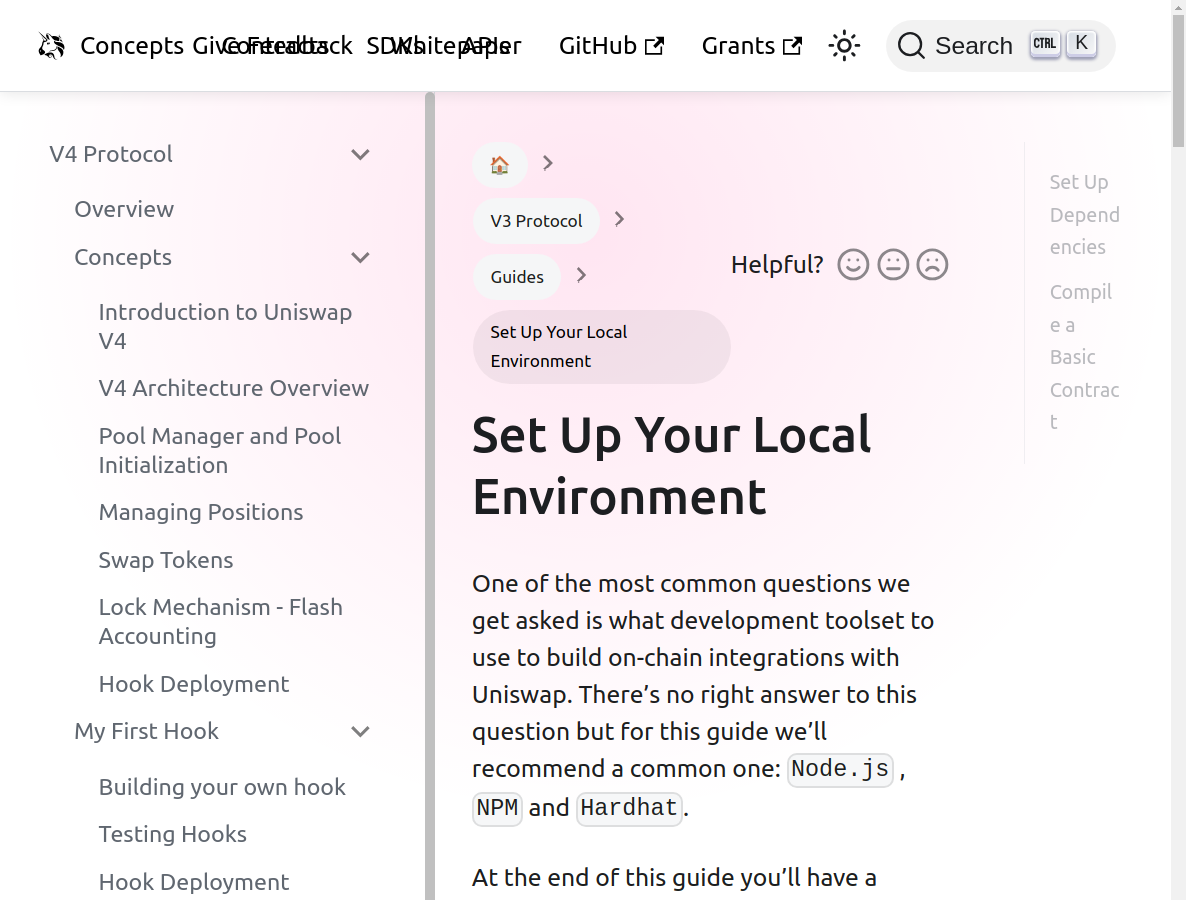 Concepts Contracts SDKs APIs
Give Feedback Whitepaper GitHub Grants Search CTRL K
V4 Protocol
Overview
Concepts
Introduction to Uniswap
V4
V4 Architecture Overview
Pool Manager and Pool
Initialization
Managing Positions
Swap Tokens
Lock Mechanism - Flash
Accounting
Hook Deployment
My First Hook
Building your own hook
Testing Hooks
Hook Deployment
V3 Protocol
Guides
Set Up Your Local
Environment
Helpful?
Set Up Your Local
Environment
One of the most common questions we
get asked is what development toolset to
use to build on-chain integrations with
Uniswap. There’s no right answer to this
question but for this guide we’ll
recommend a common one: Node.js ,
NPM and Hardhat.
At the end of this guide you’ll have a
Set Up
Depend
encies
Compil
e a
Basic
Contrac
t